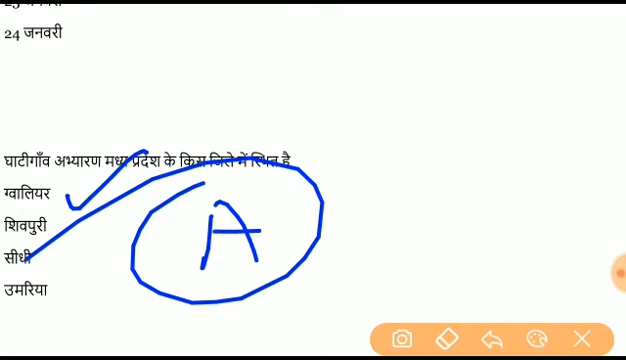 24 जनवरी
घाटीगाँव अभ्यारण मध्य प्रदेश के किस जिले में स्थित है
ग्वालियर
शिवपुरी
सीधी
उमरिया
A